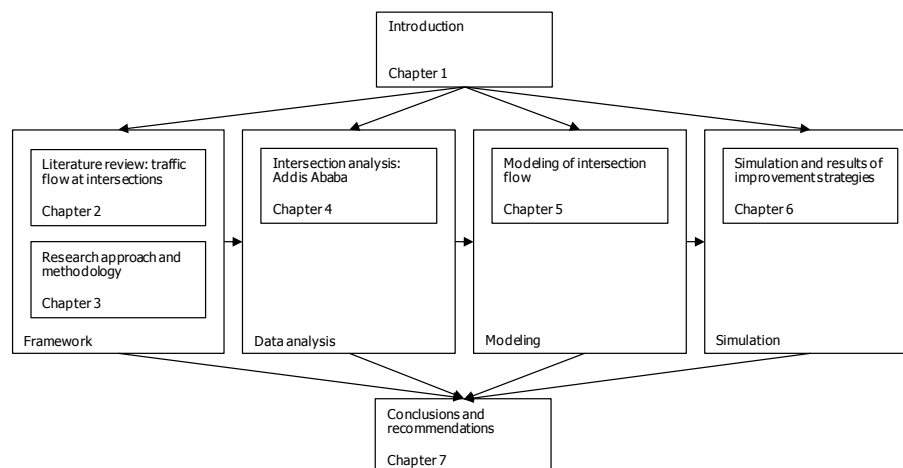 Introduction
Chapter 1
Literature review: traffic
flow at intersections
Chapter 2
Research approach and
methodology
Chapter 3
Framework
Intersection analysis:
Addis Ababa
Chapter 4
Data analysis
Modeling of intersection
flow
Chapter 5
Modeling
Simulation and results of
improvement strategies
Chapter 6
Simulation
Conclusions and
recommendations
Chapter 7